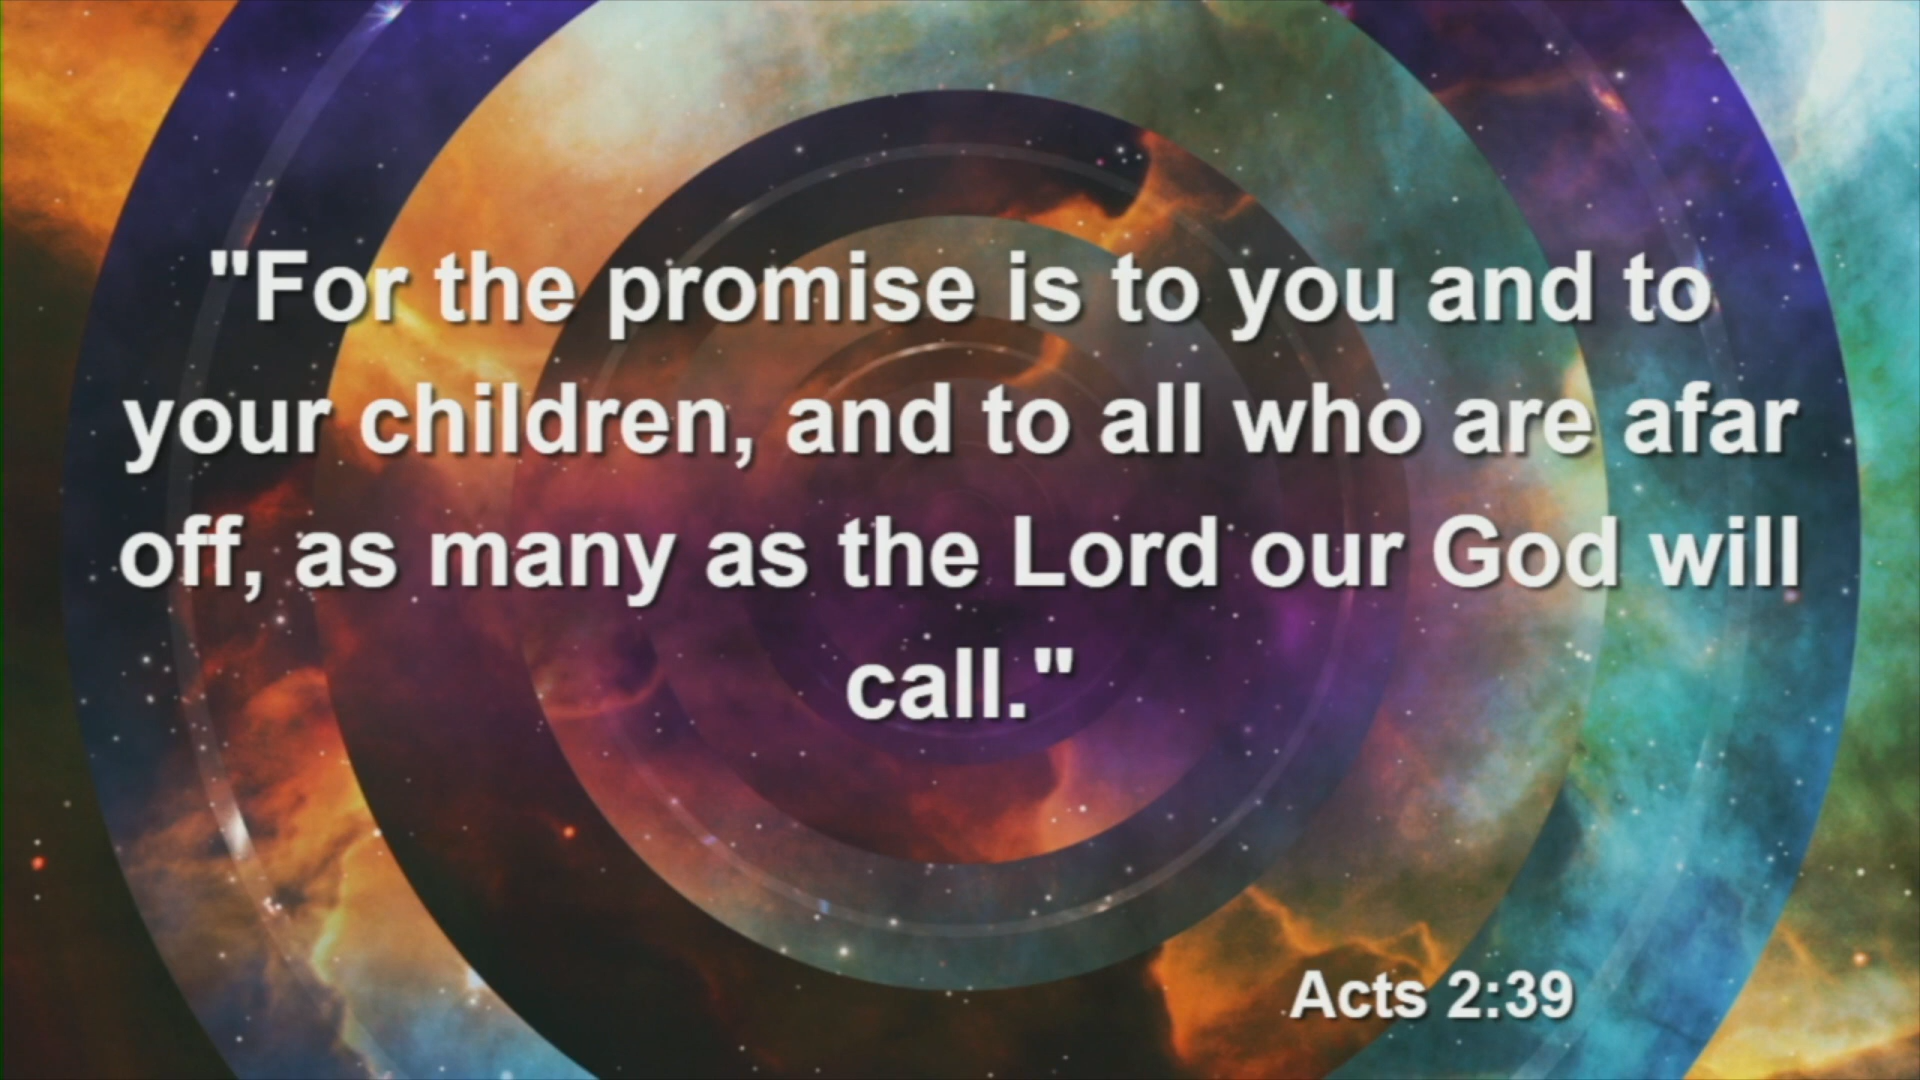 "For the promise is to you and to
your children, and to all who are afar
off, as many as the Lord our God will
call."
Acts 2:39